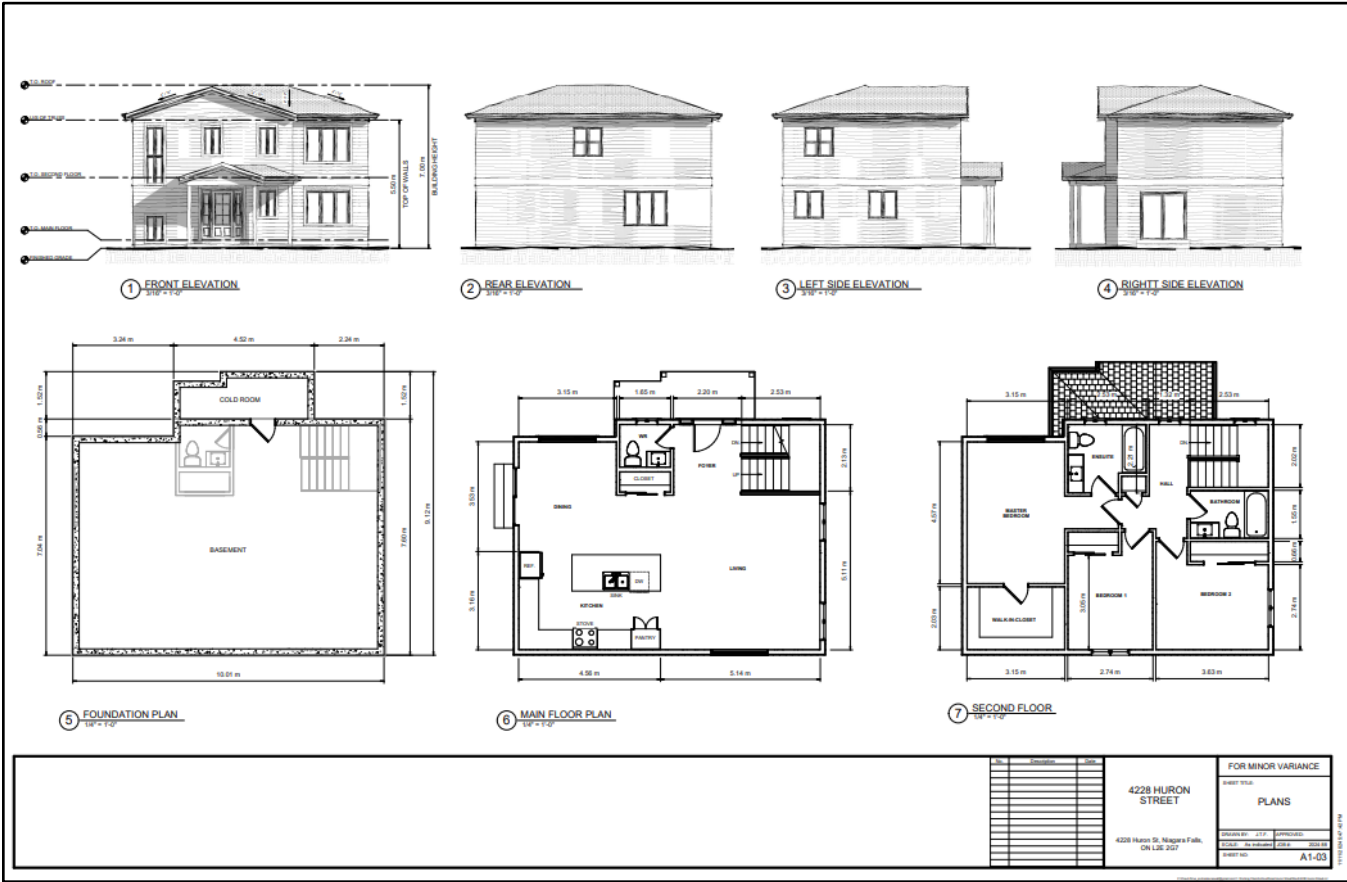 T.O. ROOF
U/S OF TRUSS
T.O. SECOND FLOOR
T.O. MAIN FLOOR
FINISHED GRADE
5.50 m
TOP OF WALLS
7.00 m
BUILDING HEIGHT
1 FRONT ELEVATION
3/16" = 1'-0"
2 REAR ELEVATION
3/16" = 1'-0"
3 LEFT SIDE ELEVATION
3/16" = 1'-0"
4 RIGHTT SIDE ELEVATION
3/16" = 1'-0"
3.24 m
4.52 m
2.24 m
1.52 m
0.56 m
7.04 m
1.52 m
7.60 m
9.12 m
COLD ROOM
BASEMENT
10.01 m
5 FOUNDATION PLAN
1/4" = 1'-0"
3.15 m
1.65 m
2.20 m
2.53 m
WR
FOYER
DN
UP
CLOSET
2.13 m
3.53 m
DINING
REF.
LIVING
DW
SINK
KITCHEN
STOVE
PANTRY
3.16 m
5.11 m
4.56 m
5.14 m
6 MAIN FLOOR PLAN
1/4" = 1'-0"
3.15 m
2.53 m
1.32 m
2.53 m
ENSUITE
2.21 m
DN
HALL
2.02 m
4.57 m
MASTER
BEDROOM
BATHROOM
1.55 m
0.66 m
3.05 m
BEDROOM 1
BEDROOM 2
2.74 m
WALK-IN CLOSET
2.03 m
3.15 m
2.74 m
3.63 m
7 SECOND FLOOR
1/4" = 1'-0"
No. Description Date
4228 HURON
STREET
4228 Huron St, Niagara Falls,
ON L2E 2G7
FOR MINOR VARIANCE
SHEET TITLE:
PLANS
DRAWN BY: J.T.F. APPROVED:
SCALE: As indicated JOB #:
SHEET NO: A1-03